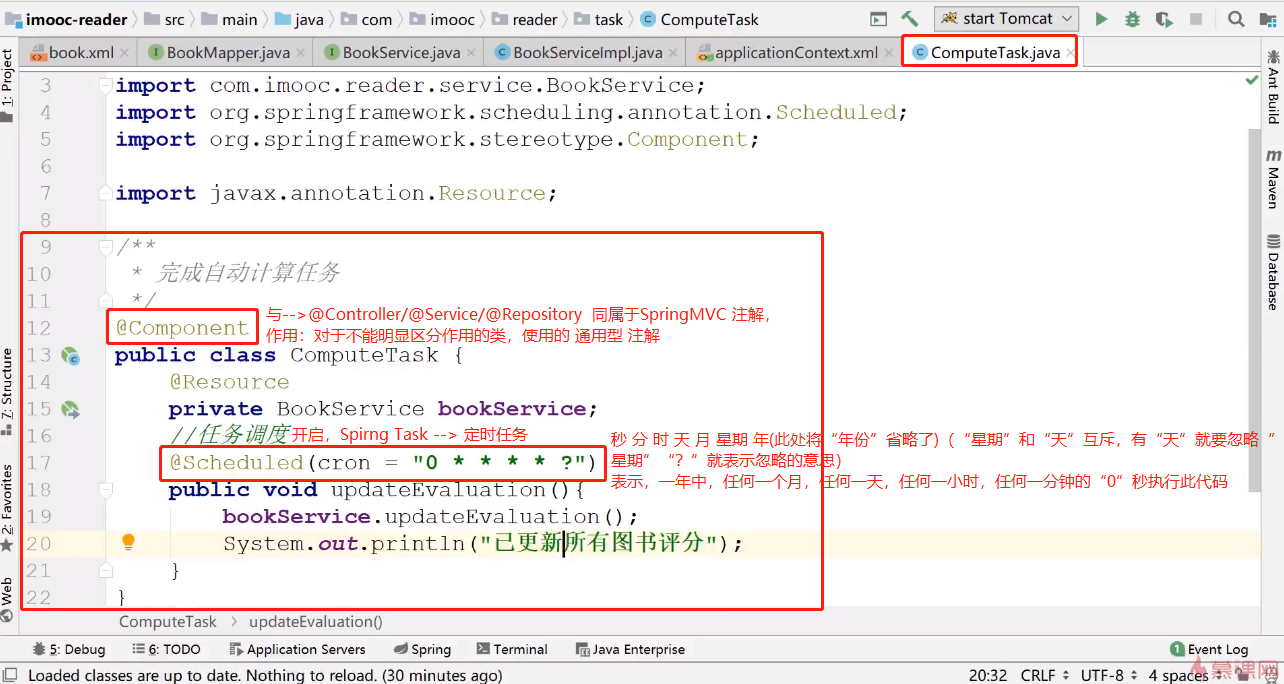 imooc-reader src main java com imooc reader task ComputeTask start Tomcat
book.xml BookMapper.java BookService.java BookServiceImpl.java applicationContext.xml ComputeTask.java
1: Project
7: Structure
2: Favorites
Web
Ant Build
Maven
Database
3 import com.imooc.reader.service.BookService;
4 import org.springframework.scheduling.annotation.Scheduled;
5 import org.springframework.stereotype.Component;
6
7 import javax.annotation.Resource;
8
9 /**
10 * 完成自动计算任务
11 */
与-->@Controller/@Service/@Repository 同属于SpringMVC 注解，
12 @Component
作用：对于不能明显区分作用的类，使用的 通用型 注解
13 public class ComputeTask {
14 @Resource
15 private BookService bookService;
16 //任务调度 开启，Spirng Task --> 定时任务
秒 分 时 天 月 星期 年(此处将“年份”省略了)（“星期”和“天”互斥，有“天”就要忽略“
17 @Scheduled(cron = "0 * * * * ?") 星期” “？”就表示忽略的意思)
表示，一年中，任何一个月，任何一天，任何一小时，任何一分钟的“0”秒执行此代码
18 public void updateEvaluation(){
19 bookService.updateEvaluation();
20 System.out.println("已更新所有图书评分");
21 }
22 }
ComputeTask updateEvaluation()
5: Debug 6: TODO Application Servers Spring Terminal Java Enterprise 1 Event Log
Loaded classes are up to date. Nothing to reload. (30 minutes ago) 20:32 CRLF UTF-8 4 spaces
慕课网